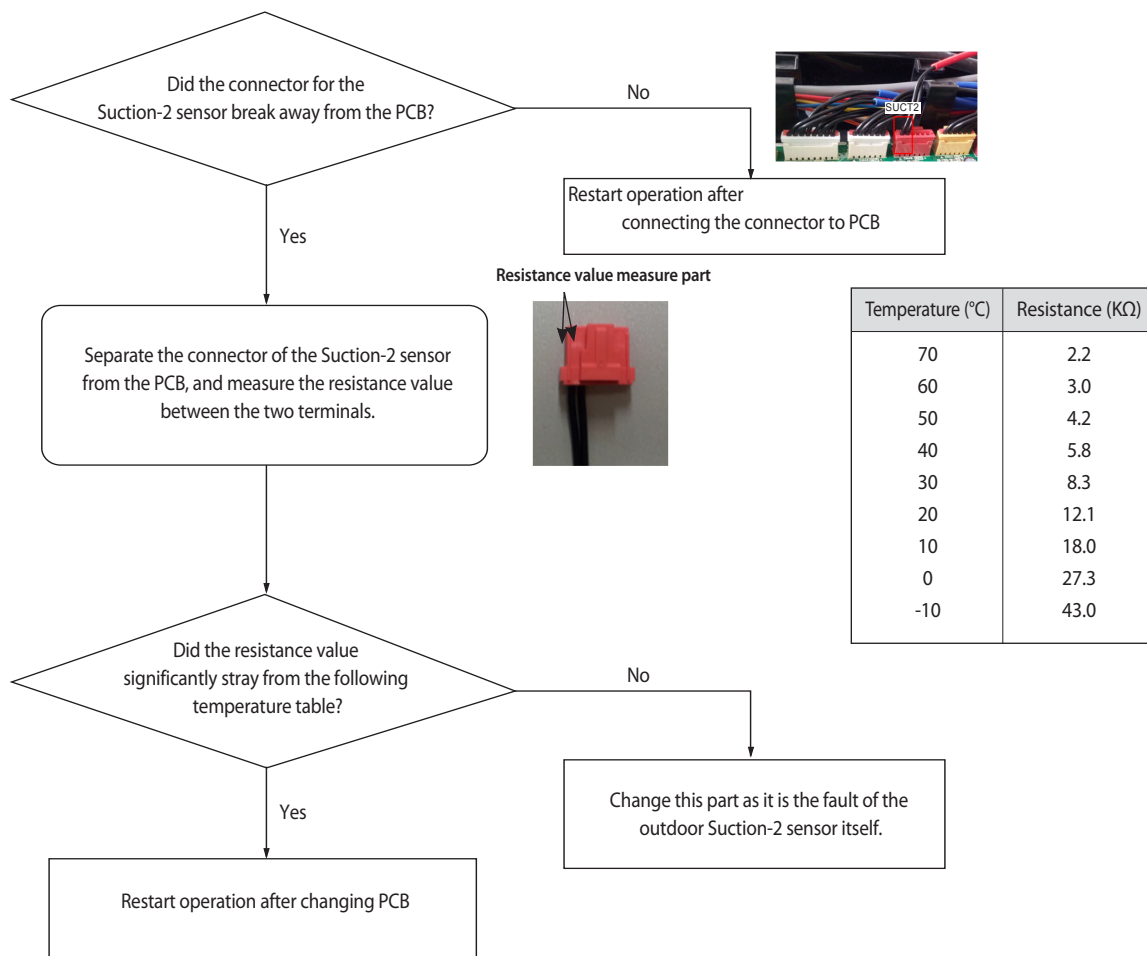 Did the connector for the
Suction-2 sensor break away from the PCB?
No
SUCT2
Restart operation after
connecting the connector to PCB
Yes
Resistance value measure part
Separate the connector of the Suction-2 sensor
from the PCB, and measure the resistance value
between the two terminals.
Temperature (°C) Resistance (KΩ)
70 2.2
60 3.0
50 4.2
40 5.8
30 8.3
20 12.1
10 18.0
0 27.3
-10 43.0
Did the resistance value
significantly stray from the following
temperature table?
No
Yes
Change this part as it is the fault of the
outdoor Suction-2 sensor itself.
Restart operation after changing PCB